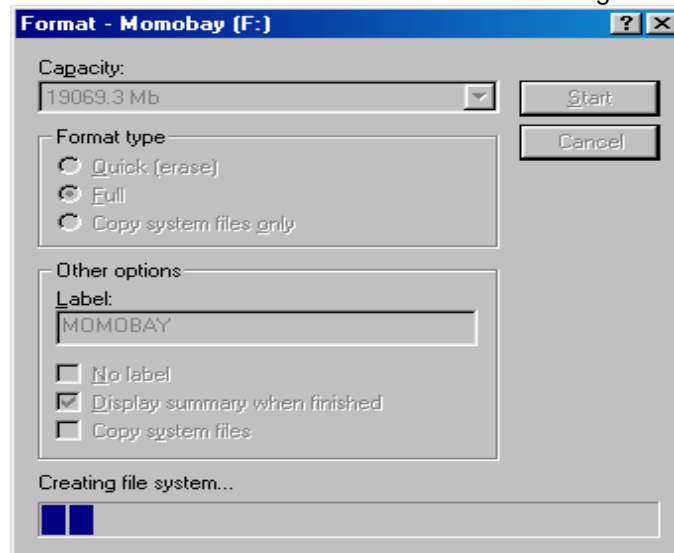 Format - Momobay (F:)
Capacity:
19069.3 Mb
Start
Format type
Cancel
Quick (erase)
Full
Copy system files only
Other options
Label:
MOMOBAY
No label
Display summary when finished
Copy system files
Creating file system...